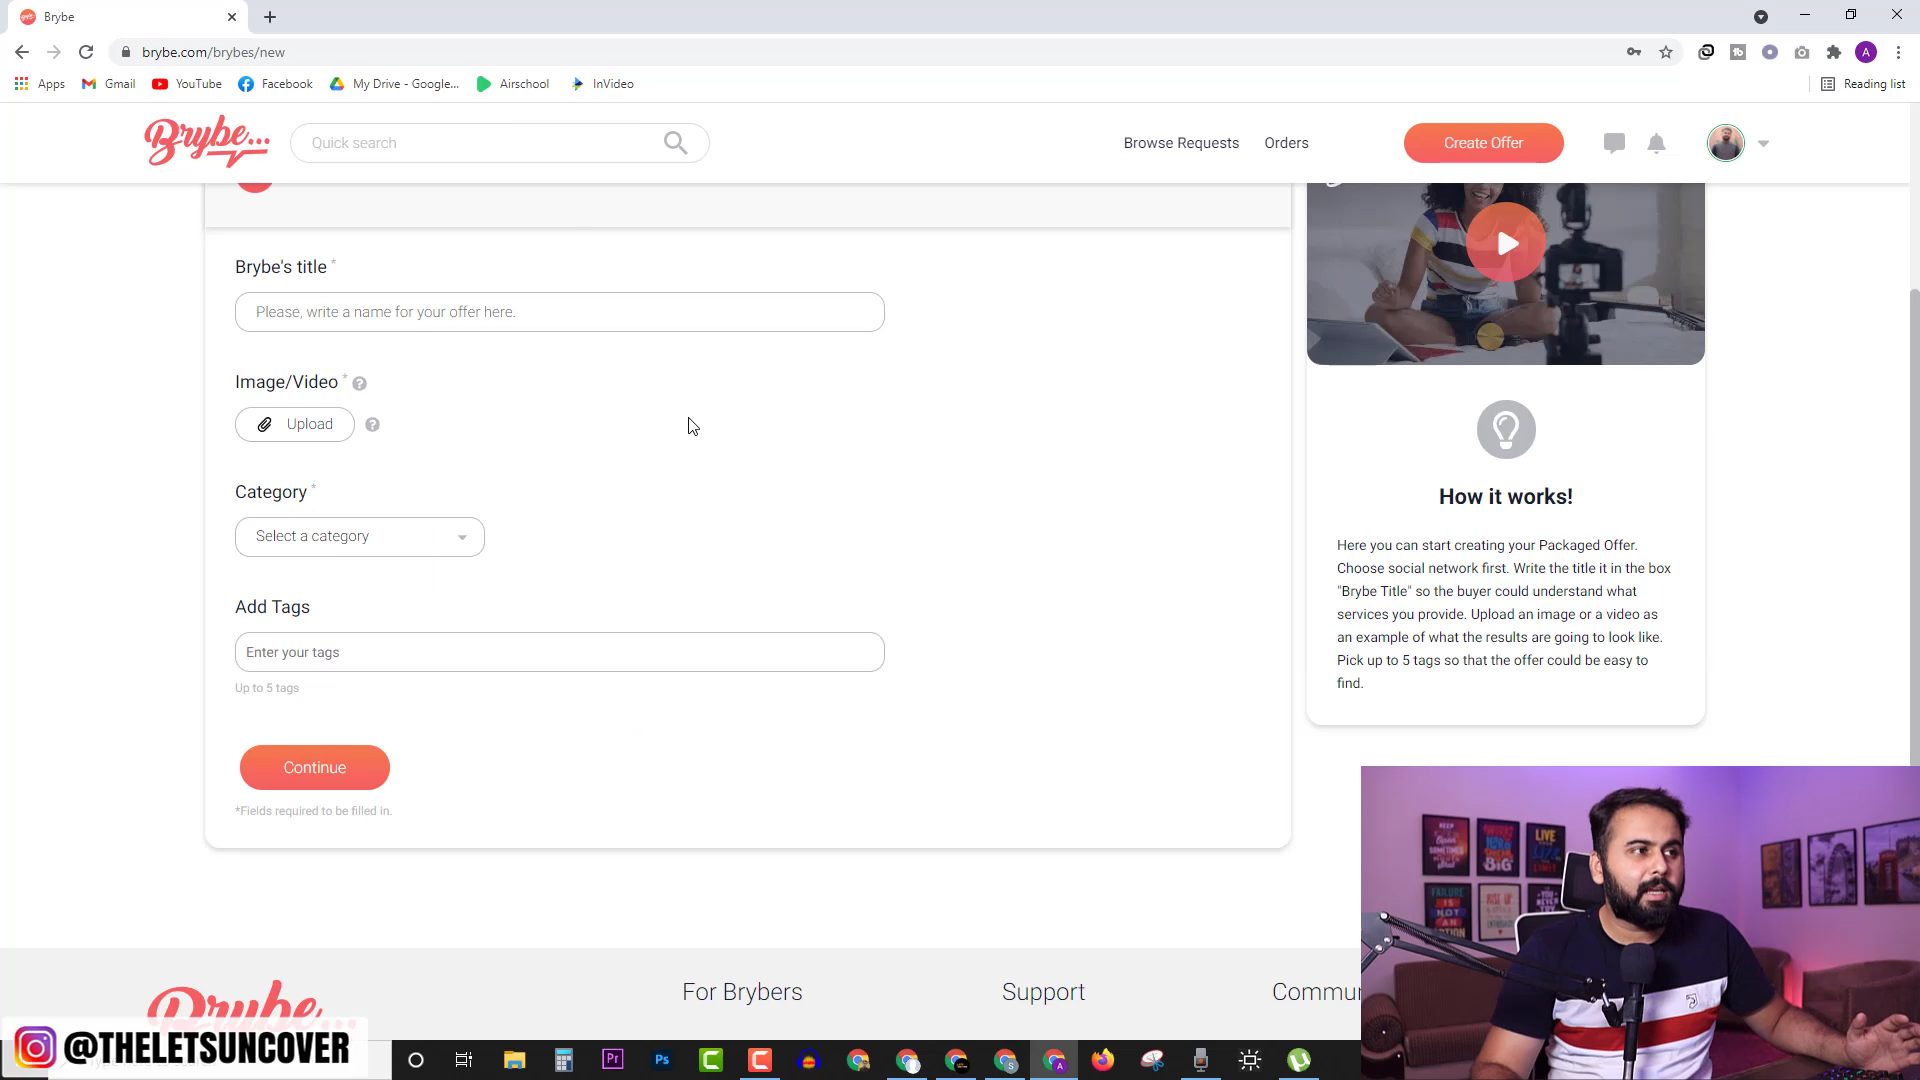 Brybe
brybe.com/brybes/new
Apps
Gmail
YouTube
Facebook
My Drive - Google...
Airschool
InVideo
Reading list
Brybe...
Quick search
Browse Requests
Orders
Create Offer
Brybe's title *
Please, write a name for your offer here.
Image/Video * ?
Upload ?
Category *
Select a category
Add Tags
Enter your tags
Up to 5 tags
Continue
*Fields required to be filled in.
How it works!
Here you can start creating your Packaged Offer.
Choose social network first. Write the title it in the box
"Brybe Title" so the buyer could understand what
services you provide. Upload an image or a video as
an example of what the results are going to look like.
Pick up to 5 tags so that the offer could be easy to
find.
Brybe...
For Brybers
Support
Commu
@THELETSUNCOVER